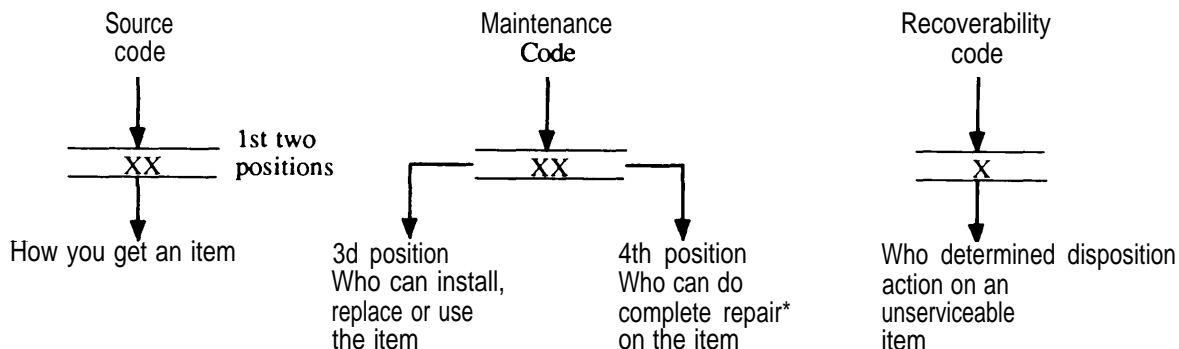 Source
code
1st two
positions
XX
How you get an item
Maintenance
Code
XX
3d position
Who can install,
replace or use
the item
4th position
Who can do
complete repair*
on the item
Recoverability
code
X
Who determined disposition
action on an
unserviceable
item